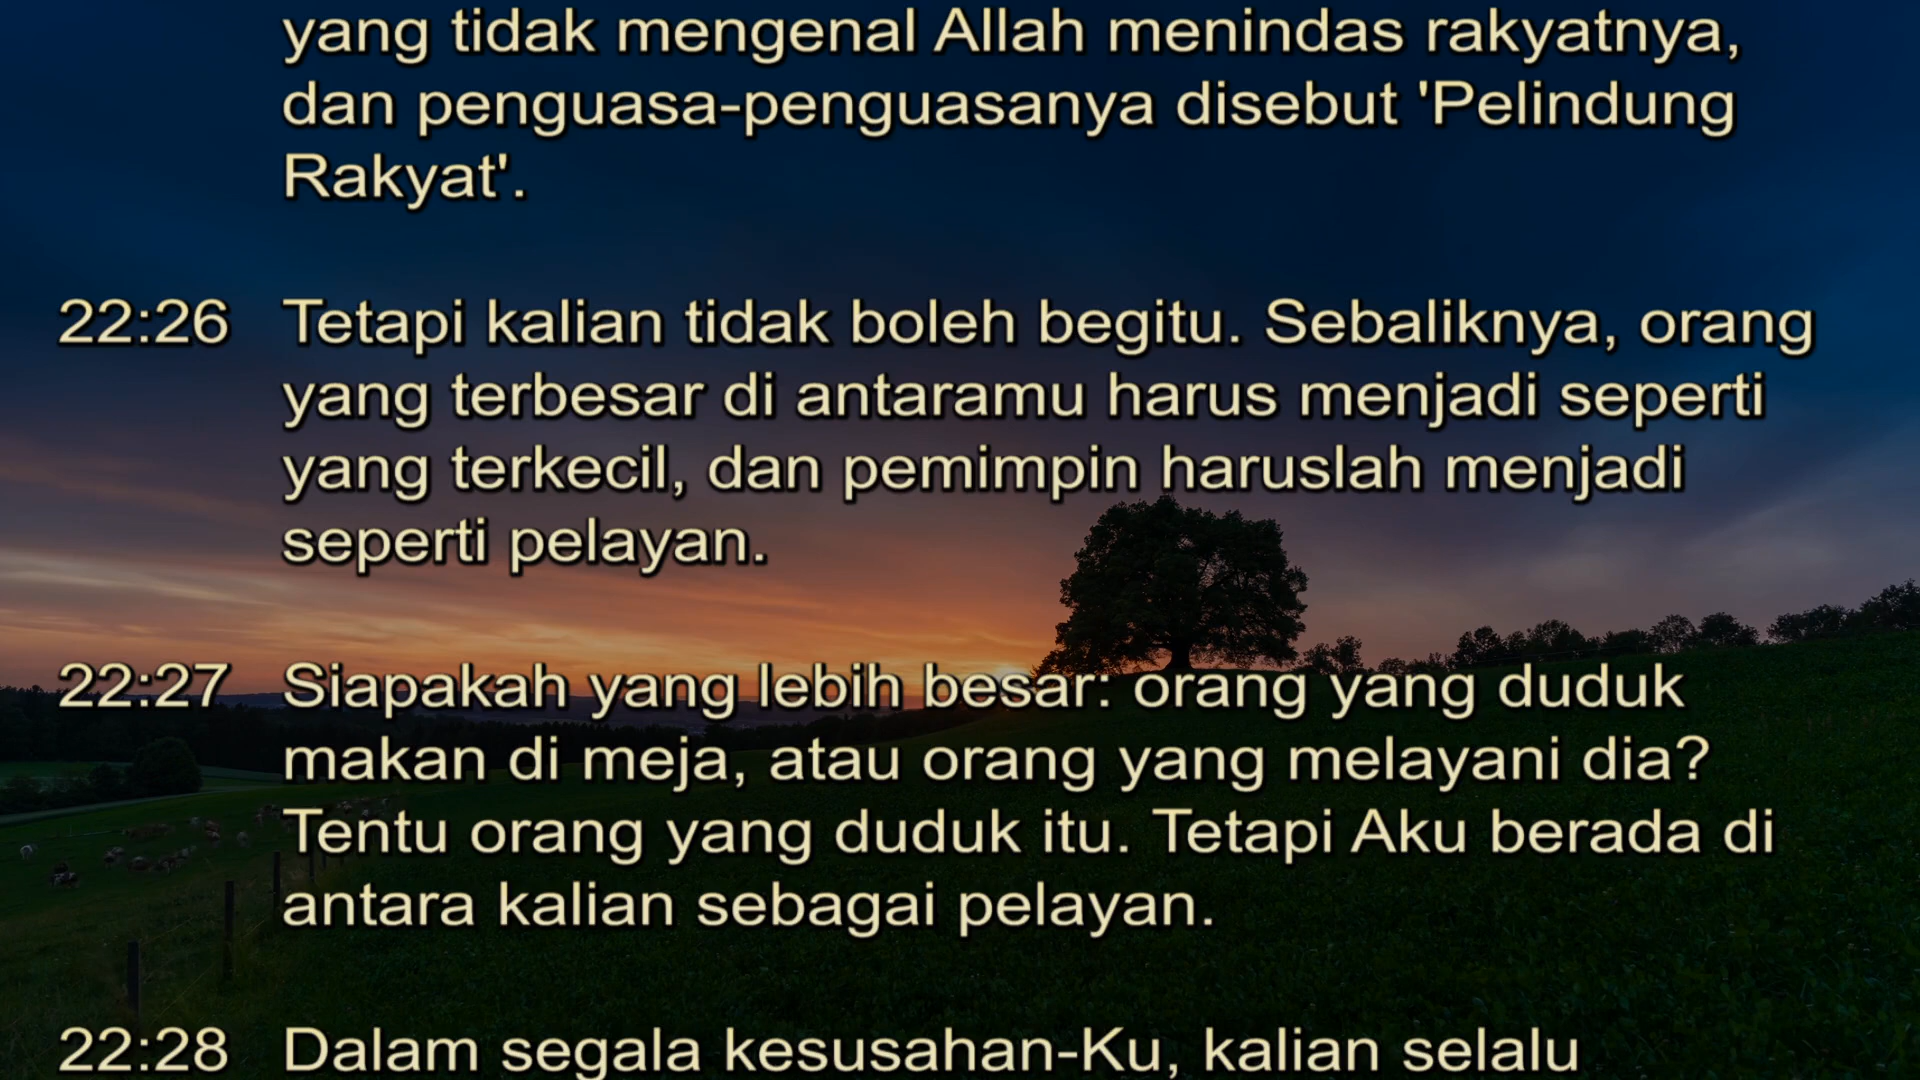 yang tidak mengenal Allah menindas rakyatnya,
dan penguasa-penguasanya disebut 'Pelindung
Rakyat'.
22:26 Tetapi kalian tidak boleh begitu. Sebaliknya, orang
yang terbesar di antaramu harus menjadi seperti
yang terkecil, dan pemimpin haruslah menjadi
seperti pelayan.
22:27 Siapakah yang lebih besar: orang yang duduk
makan di meja, atau orang yang melayani dia?
Tentu orang yang duduk itu. Tetapi Aku berada di
antara kalian sebagai pelayan.
22:28 Dalam segala kesusahan-Ku, kalian selalu